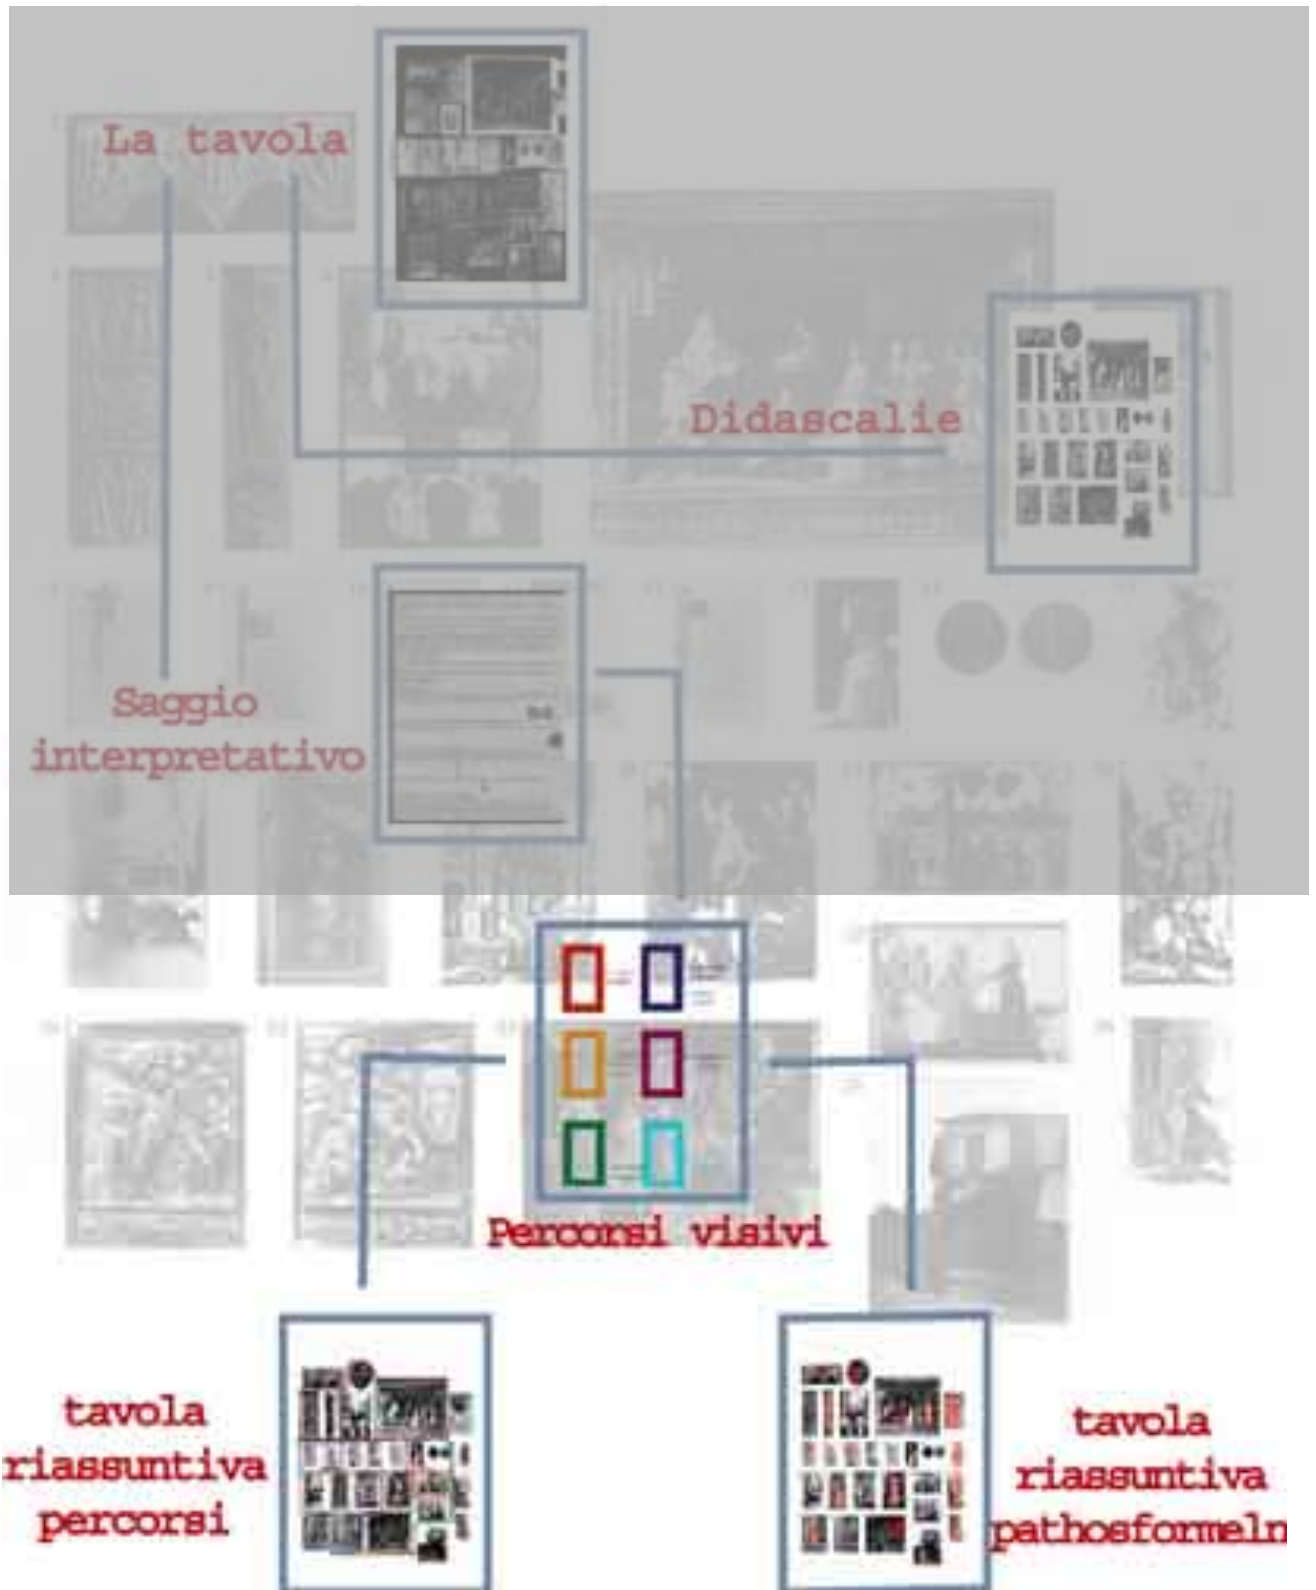 La tavola
Didascalie
Saggio
interpretativo
Percorsi visivi
tavola
riassuntiva
percorsi
tavola
riassuntiva
pathosformeln